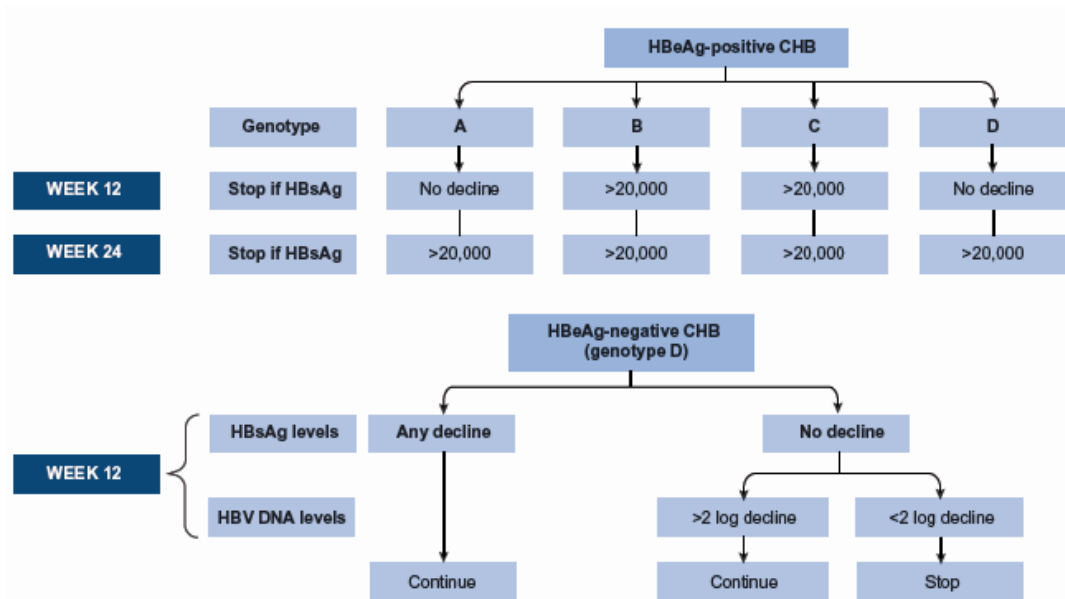 HBeAg-positive CHB
Genotype A B C D
WEEK 12 Stop if HBsAg No decline >20,000 >20,000 No decline
WEEK 24 Stop if HBsAg >20,000 >20,000 >20,000 >20,000
HBeAg-negative CHB
(genotype D)
HBsAg levels Any decline No decline
WEEK 12
HBV DNA levels >2 log decline <2 log decline
Continue Continue Stop